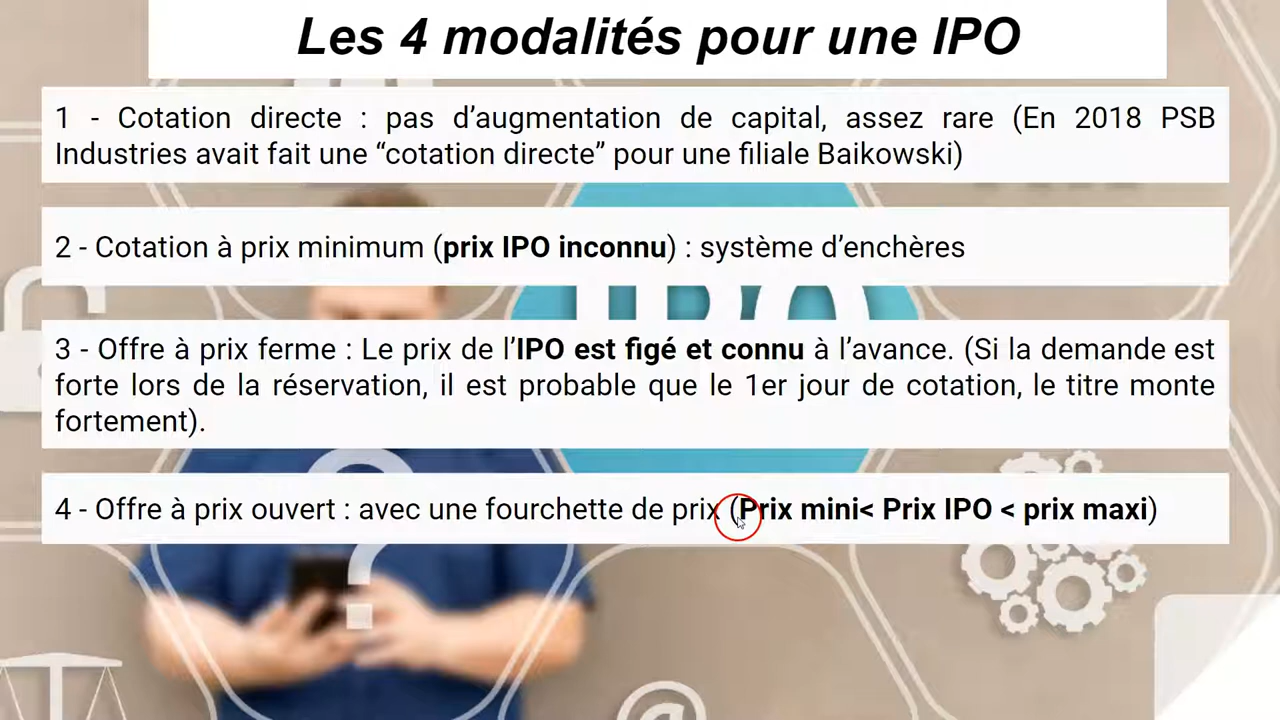 Les 4 modalités pour une IPO
1 - Cotation directe : pas d’augmentation de capital, assez rare (En 2018 PSB
Industries avait fait une “cotation directe” pour une filiale Baikowski)
2 - Cotation à prix minimum (prix IPO inconnu) : système d’enchères
3 - Offre à prix ferme : Le prix de l’IPO est figé et connu à l’avance. (Si la demande est
forte lors de la réservation, il est probable que le 1er jour de cotation, le titre monte
fortement).
4 - Offre à prix ouvert : avec une fourchette de prix (Prix mini< Prix IPO < prix maxi)